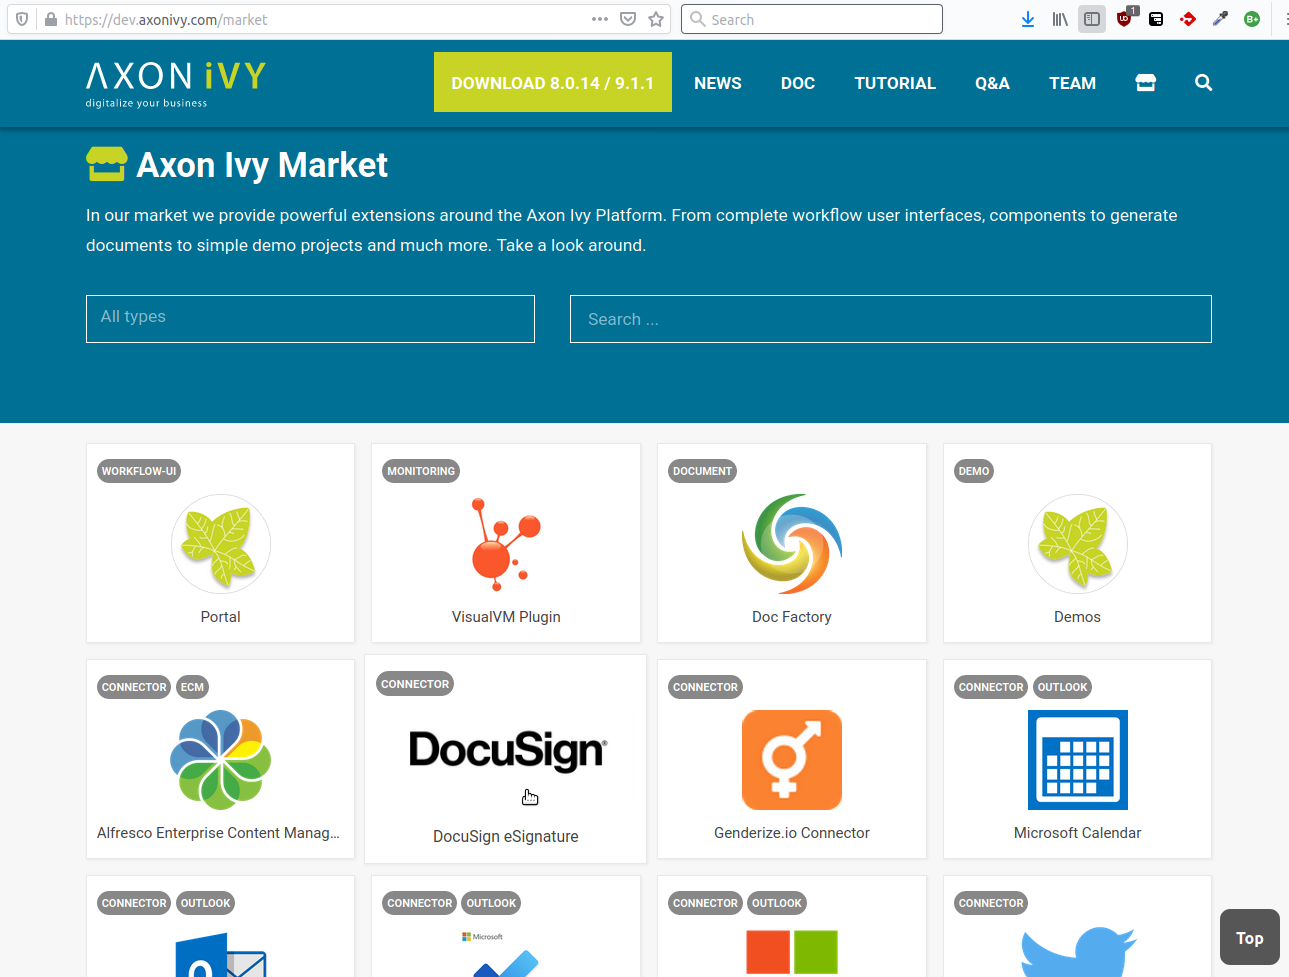 https://dev.axonivy.com/market
Search
1
B+
AXON iVY
digitalize your business
DOWNLOAD 8.0.14 / 9.1.1
NEWS
DOC
TUTORIAL
Q&A
TEAM
Axon Ivy Market
In our market we provide powerful extensions around the Axon Ivy Platform. From complete workflow user interfaces, components to generate
documents to simple demo projects and much more. Take a look around.
All types
Search ...
WORKFLOW-UI
Portal
MONITORING
VisualVM Plugin
DOCUMENT
Doc Factory
DEMO
Demos
CONNECTOR ECM
Alfresco Enterprise Content Manag...
CONNECTOR
DocuSign®
DocuSign eSignature
CONNECTOR
Genderize.io Connector
CONNECTOR OUTLOOK
Microsoft Calendar
CONNECTOR OUTLOOK
CONNECTOR OUTLOOK
Microsoft
CONNECTOR OUTLOOK
CONNECTOR
Top